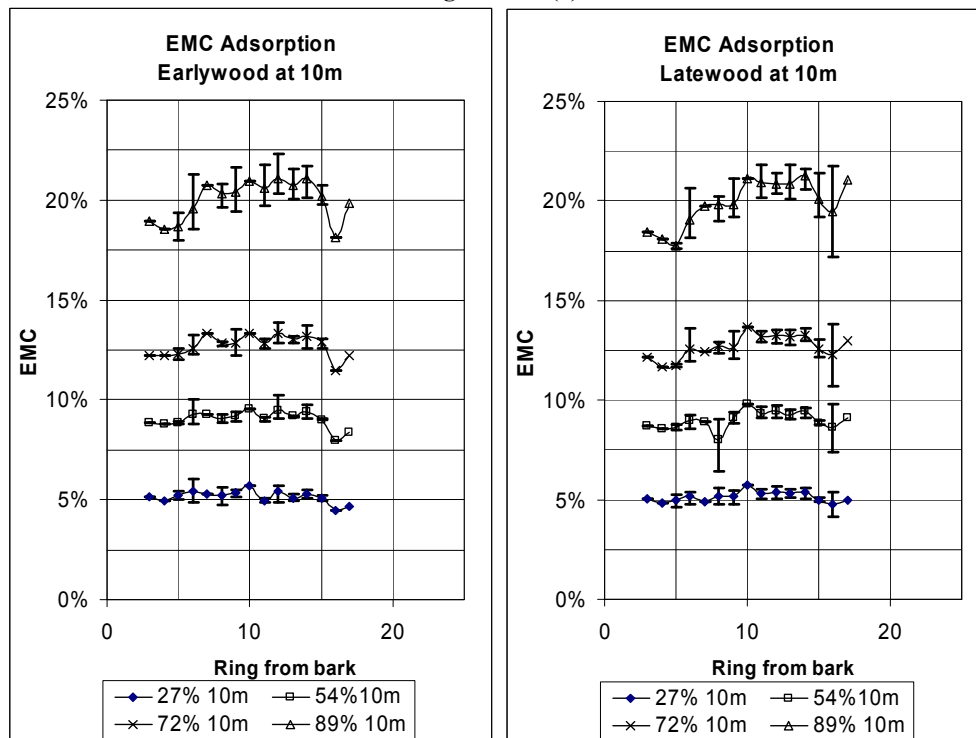 EMC Adsorption
Earlywood at 10m
25%
20%
15%
10%
5%
0%
EMC
0 10 20
Ring from bark
27% 10m 54%10m
72% 10m 89% 10m
EMC Adsorption
Latewood at 10m
25%
20%
15%
10%
5%
0%
EMC
0 10 20
Ring from bark
27% 10m 54%10m
72% 10m 89% 10m